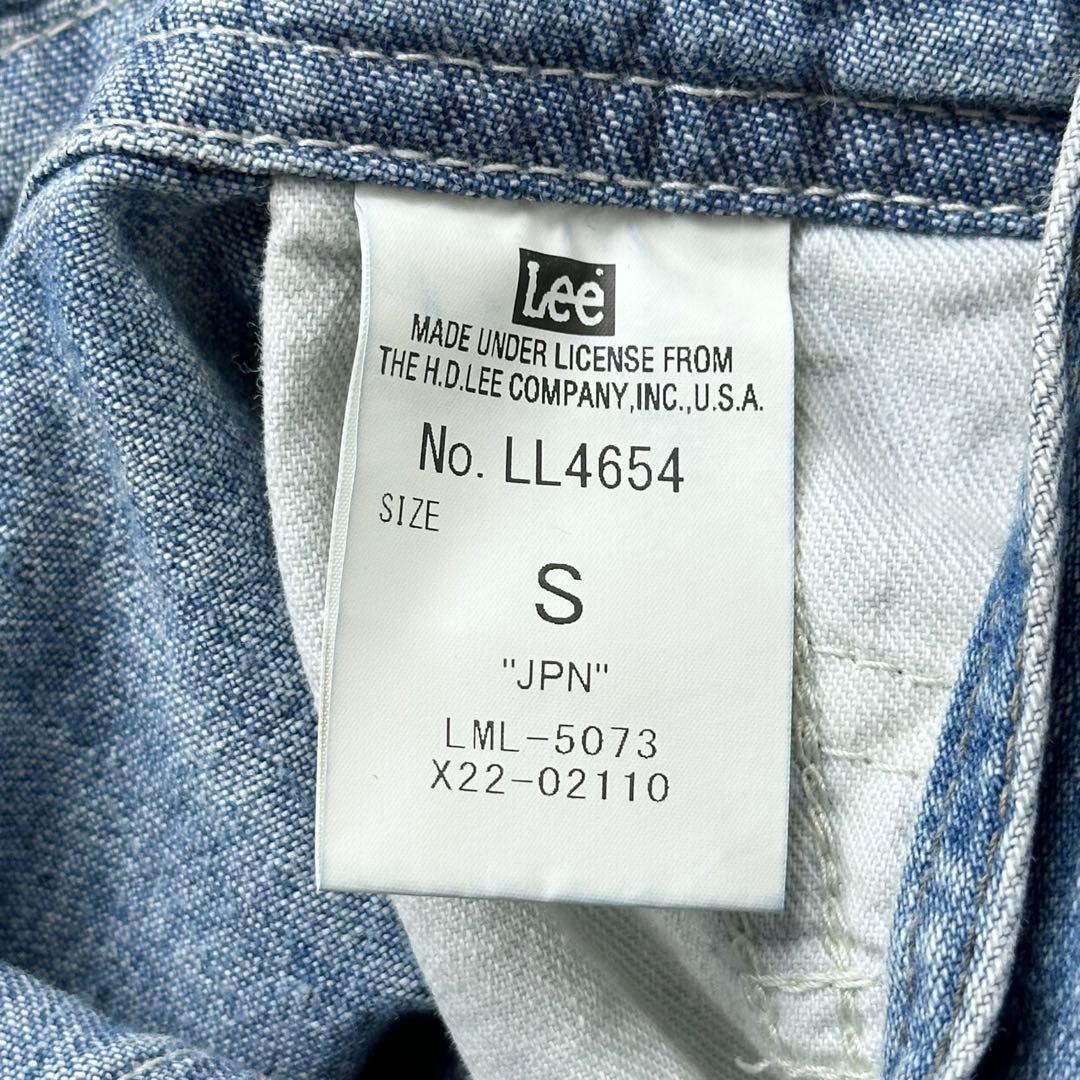 Lee
MADE UNDER LICENSE FROM
THE H.D.LEE COMPANY,INC.,U.S.A.
No. LL4654
SIZE
S
"JPN"
LML-5073
X22-02110